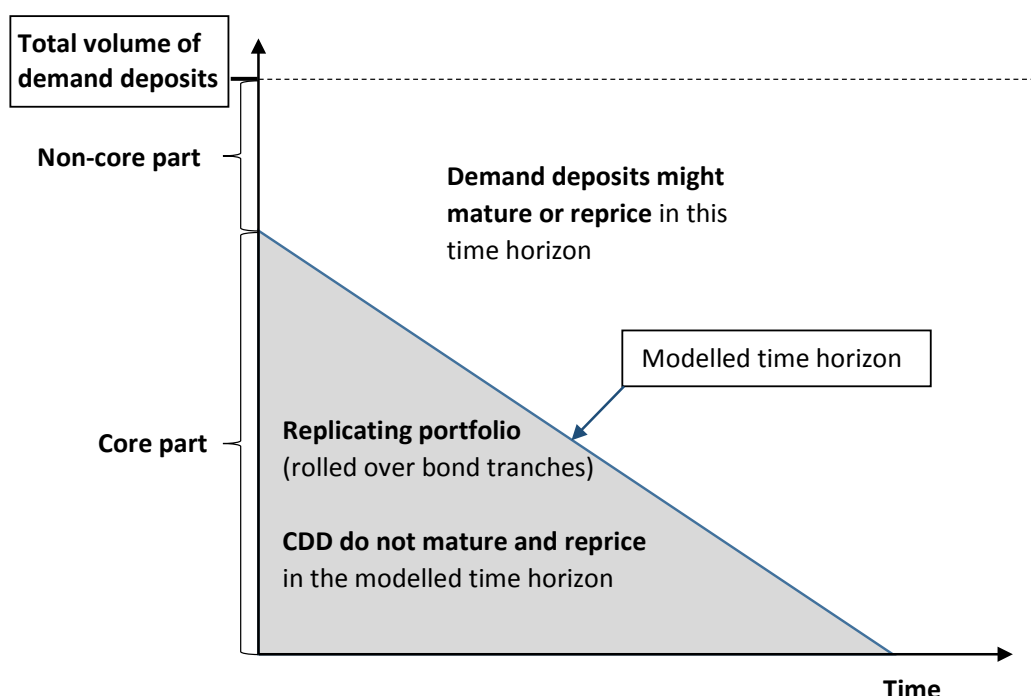 Total volume of
demand deposits
Non-core part
Demand deposits might
mature or reprice in this
time horizon
Modelled time horizon
Core part
Replicating portfolio
(rolled over bond tranches)
CDD do not mature and reprice
in the modelled time horizon
Time